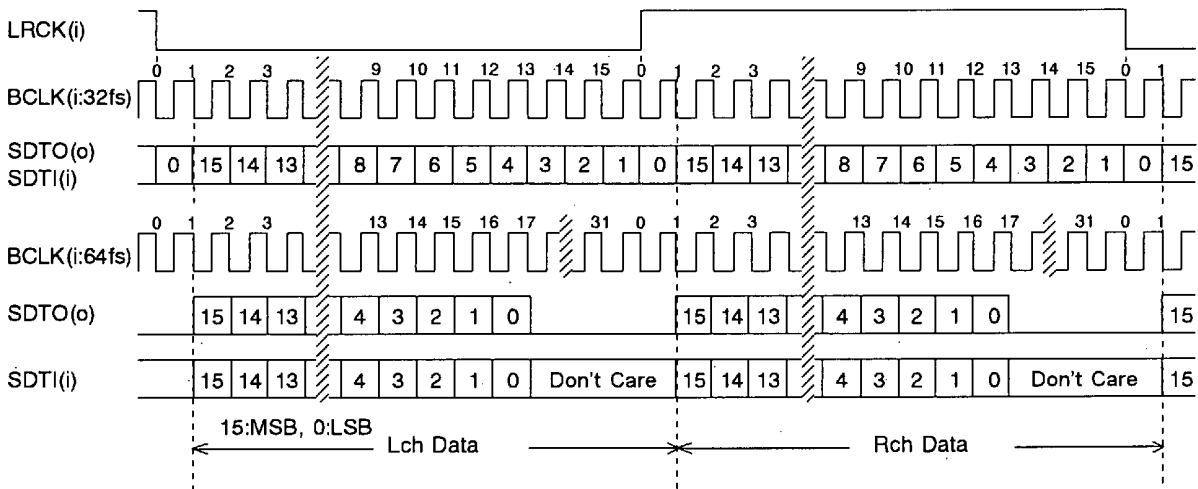 LRCK(i)
0 1 2 3 9 10 11 12 13 14 15 0 1 2 3 9 10 11 12 13 14 15 0 1
BCLK(i:32fs)
SDTO(o)
SDTI(i)
0 15 14 13 8 7 6 5 4 3 2 1 0 15 14 13 8 7 6 5 4 3 2 1 0 15
0 1 2 3 13 14 15 16 17 31 0 1 2 3 13 14 15 16 17 31 0 1
BCLK(i:64fs)
SDTO(o) 15 14 13 4 3 2 1 0 15 14 13 4 3 2 1 0 15
SDTI(i) 15 14 13 4 3 2 1 0 Don't Care 15 14 13 4 3 2 1 0 Don't Care 15
15:MSB, 0:LSB
Lch Data Rch Data